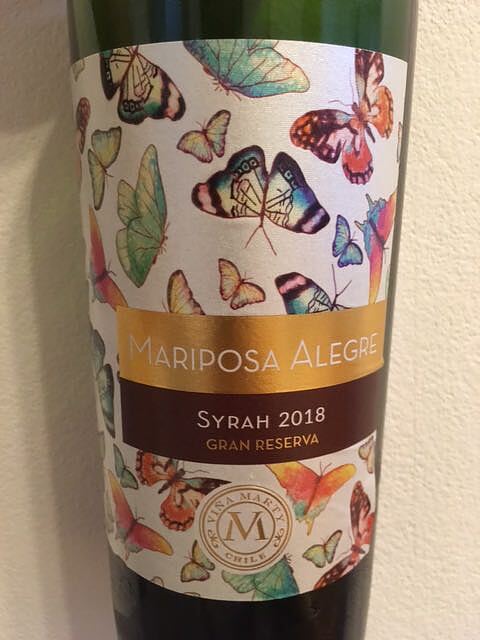 MARIPOSA ALEGRE
SYRAH 2018
GRAN RESERVA
VIÑA MARTY
M
CHILE